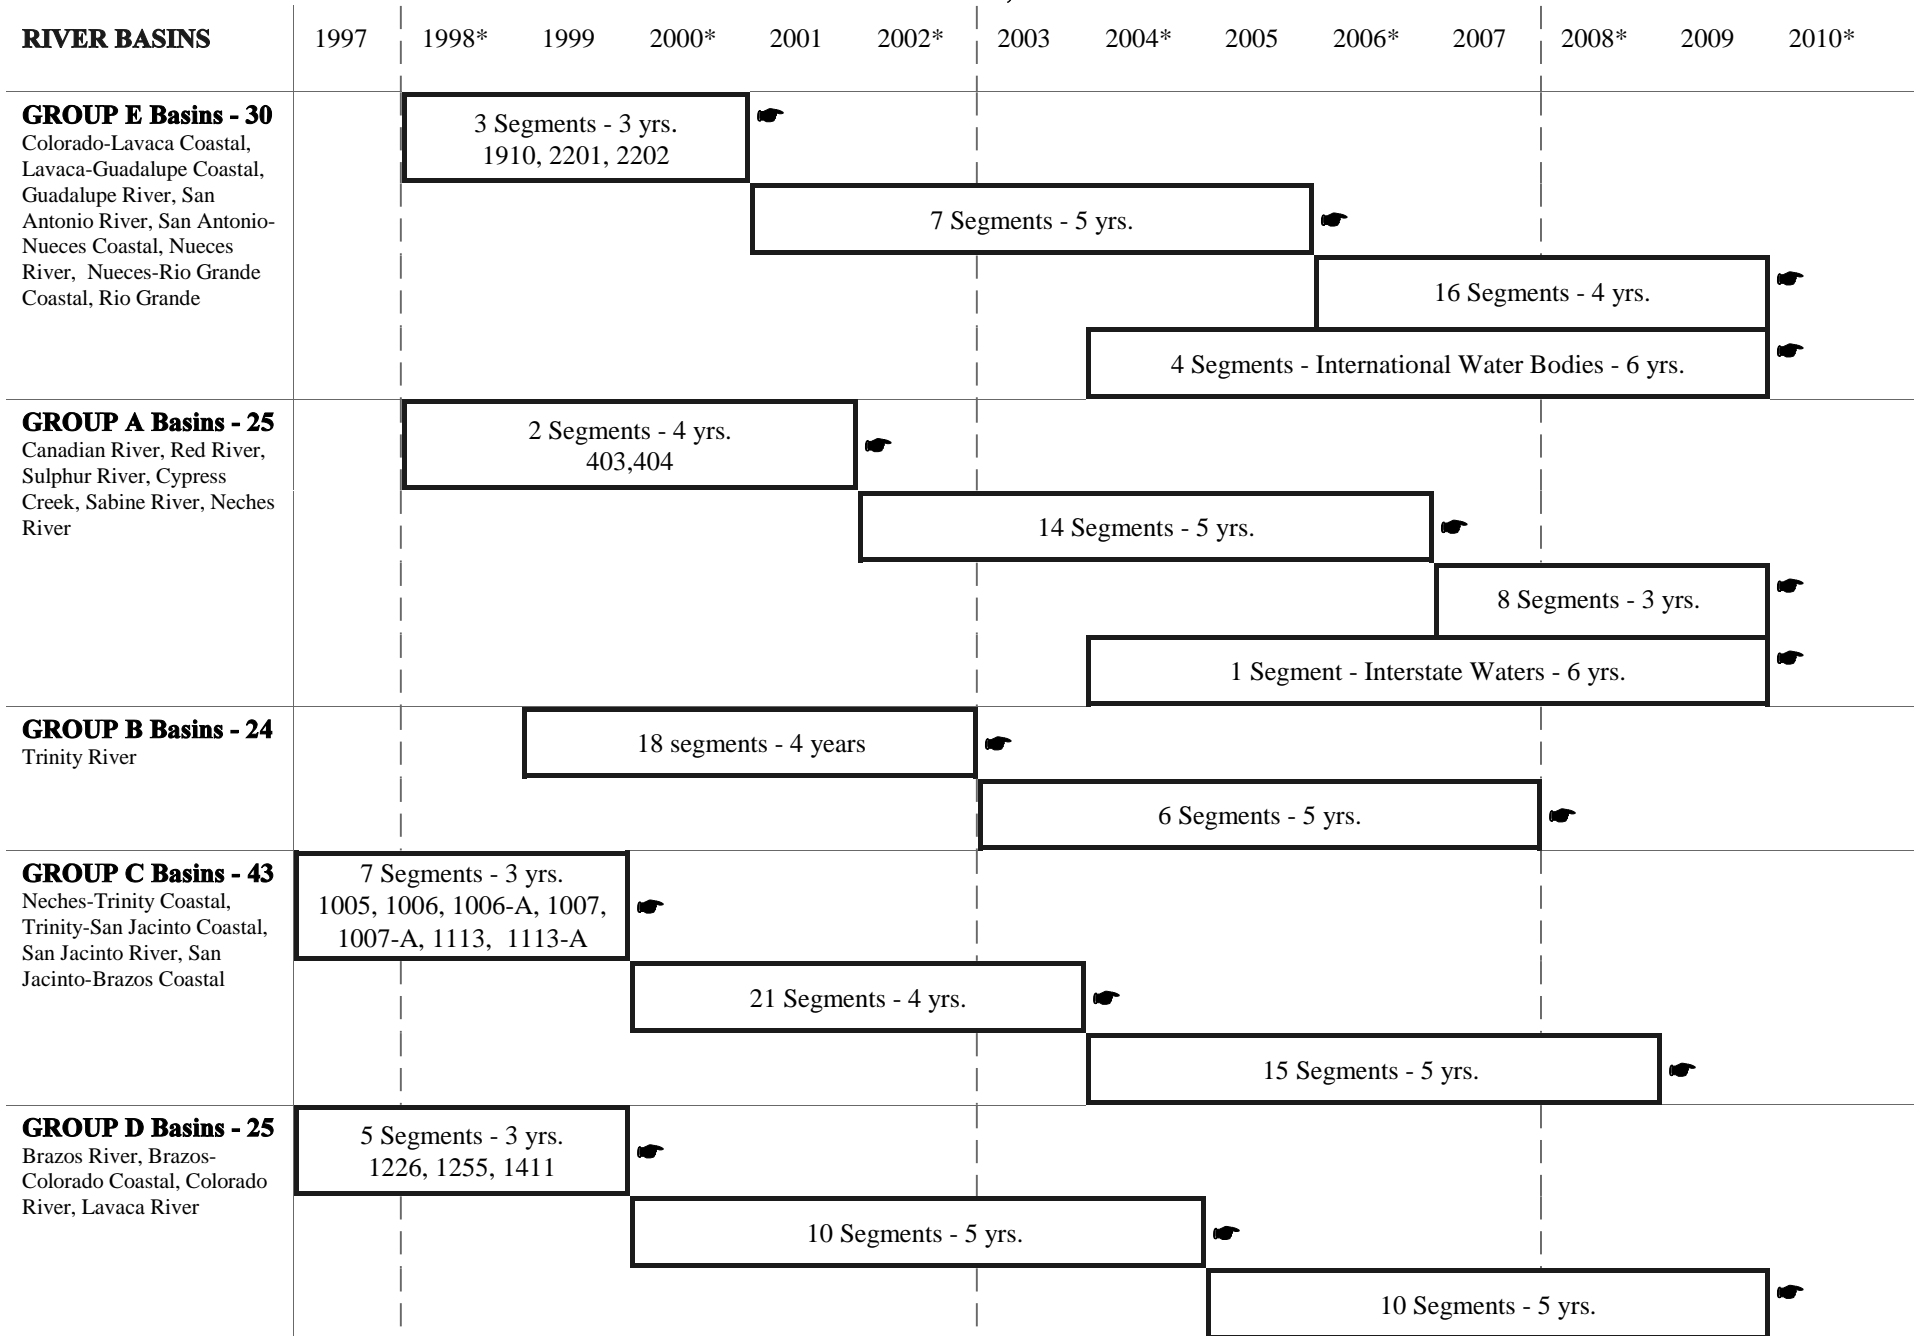 RIVER BASINS 1997 1998* 1999 2000* 2001 2002* 2003 2004* 2005 2006* 2007 2008* 2009 2010*
GROUP E Basins - 30
Colorado-Lavaca Coastal,
Lavaca-Guadalupe Coastal,
Guadalupe River, San
Antonio River, San Antonio-
Nueces Coastal, Nueces
River, Nueces-Rio Grande
Coastal, Rio Grande
3 Segments - 3 yrs.
1910, 2201, 2202
7 Segments - 5 yrs.
16 Segments - 4 yrs.
4 Segments - International Water Bodies - 6 yrs.
GROUP A Basins - 25
Canadian River, Red River,
Sulphur River, Cypress
Creek, Sabine River, Neches
River
2 Segments - 4 yrs.
403,404
14 Segments - 5 yrs.
8 Segments - 3 yrs.
1 Segment - Interstate Waters - 6 yrs.
GROUP B Basins - 24
Trinity River
18 segments - 4 years
6 Segments - 5 yrs.
GROUP C Basins - 43
Neches-Trinity Coastal,
Trinity-San Jacinto Coastal,
San Jacinto River, San
Jacinto-Brazos Coastal
7 Segments - 3 yrs.
1005, 1006, 1006-A, 1007,
1007-A, 1113, 1113-A
21 Segments - 4 yrs.
15 Segments - 5 yrs.
GROUP D Basins - 25
Brazos River, Brazos-
Colorado Coastal, Colorado
River, Lavaca River
5 Segments - 3 yrs.
1226, 1255, 1411
10 Segments - 5 yrs.
10 Segments - 5 yrs.